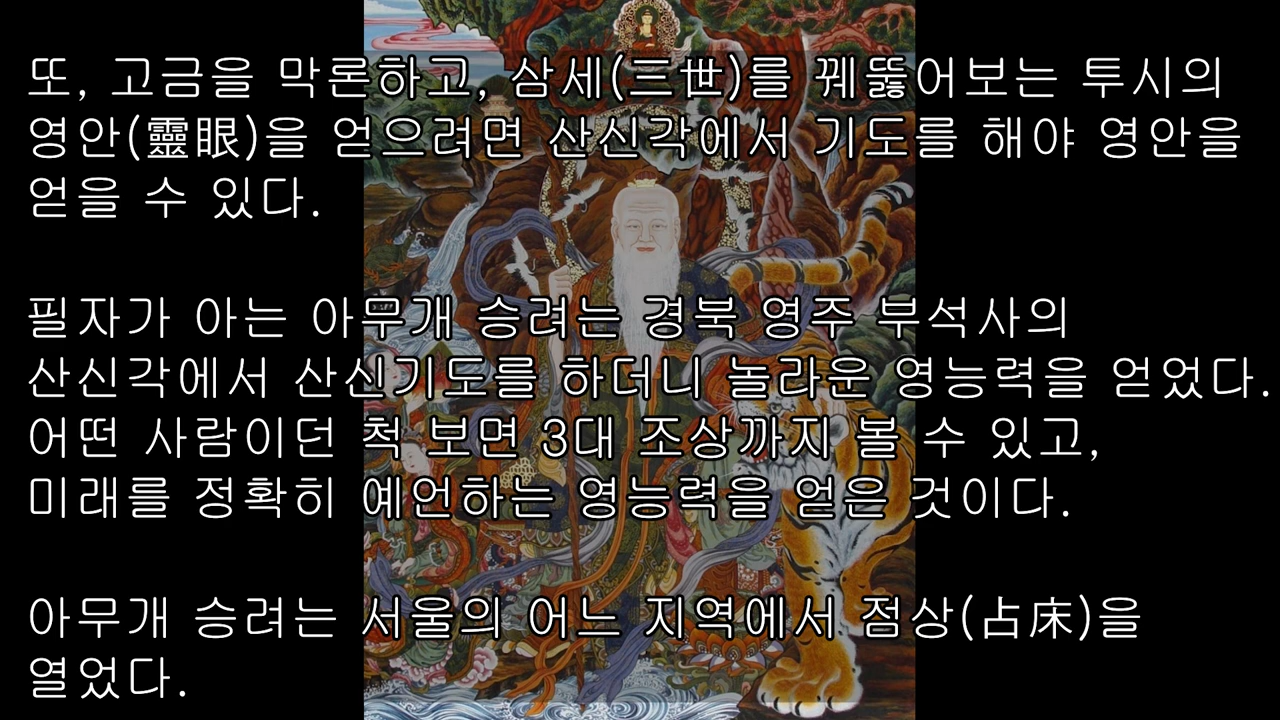 또, 고금을 막론하고, 삼세(三世)를 꿰뚫어보는 투시의
영안(靈眼)을 얻으려면 산신각에서 기도를 해야 영안을
얻을 수 있다.
필자가 아는 아무개 승려는 경북 영주 부석사의
산신각에서 산신기도를 하더니 놀라운 영능력을 얻었다.
어떤 사람이던 척 보면 3대 조상까지 볼 수 있고,
미래를 정확히 예언하는 영능력을 얻은 것이다.
아무개 승려는 서울의 어느 지역에서 점상(占床)을
열었다.